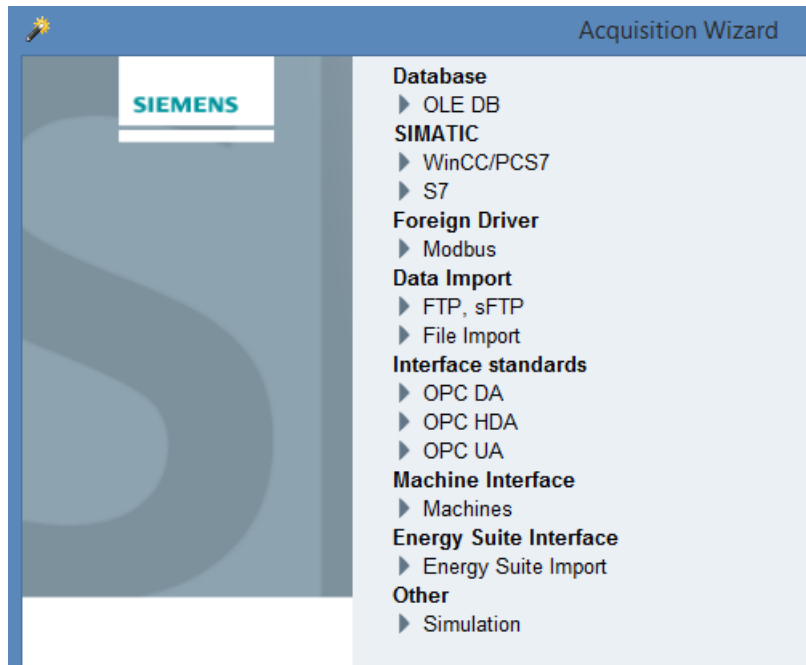 Acquisition Wizard
SIEMENS
Database
OLE DB
SIMATIC
WinCC/PCS7
S7
Foreign Driver
Modbus
Data Import
FTP, sFTP
File Import
Interface standards
OPC DA
OPC HDA
OPC UA
Machine Interface
Machines
Energy Suite Interface
Energy Suite Import
Other
Simulation